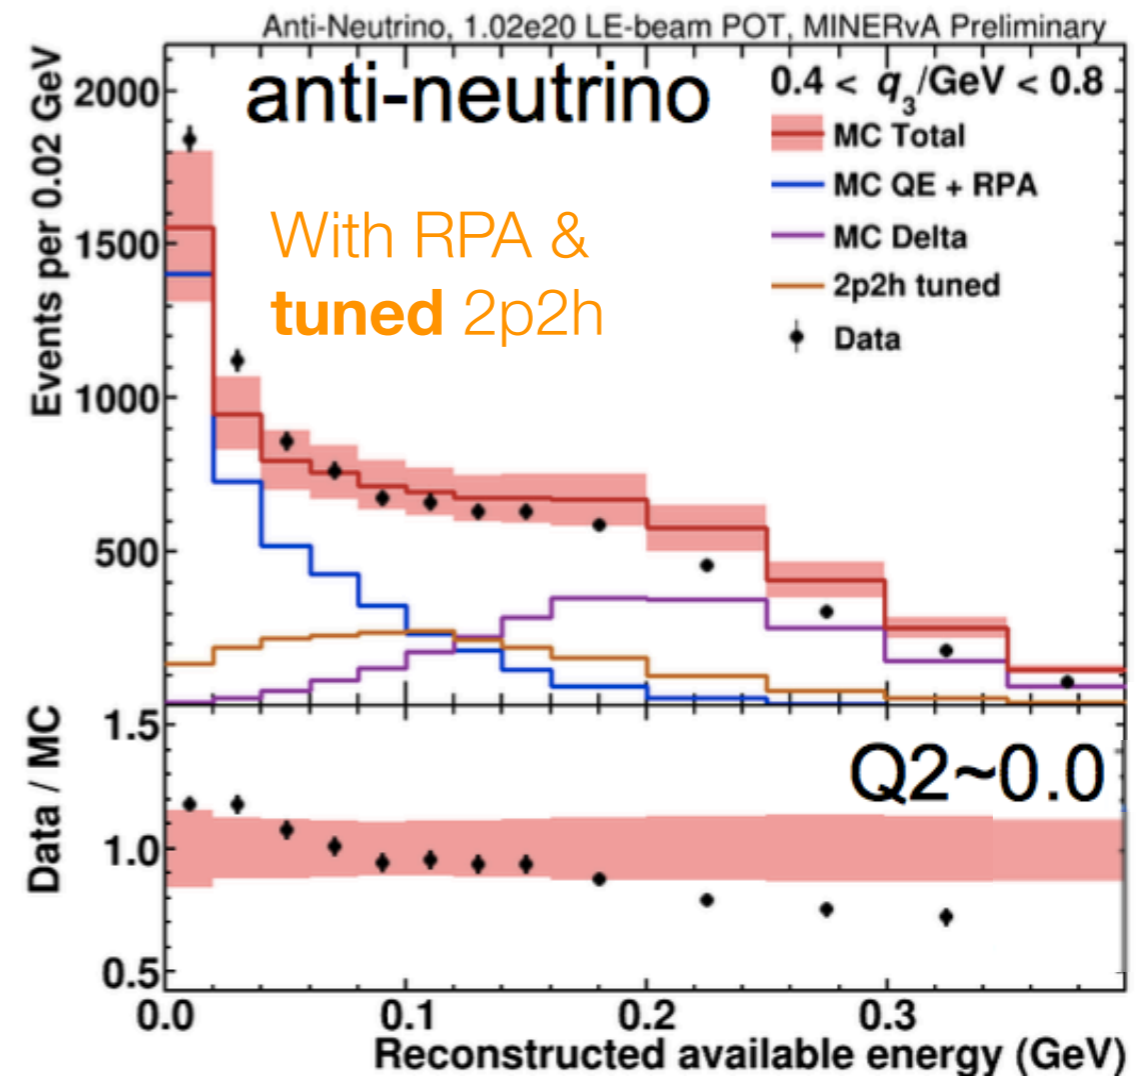 Anti-Neutrino, 1.02e20 LE-beam POT, MINERvA Preliminary
Events per 0.02 GeV
2000
1500
1000
500
anti-neutrino
With RPA &
tuned 2p2h
0.4 < q3/GeV < 0.8
MC Total
MC QE + RPA
MC Delta
2p2h tuned
Data
Data / MC
1.5
1.0
0.5
Q2~0.0
0.0 0.1 0.2 0.3
Reconstructed available energy (GeV)